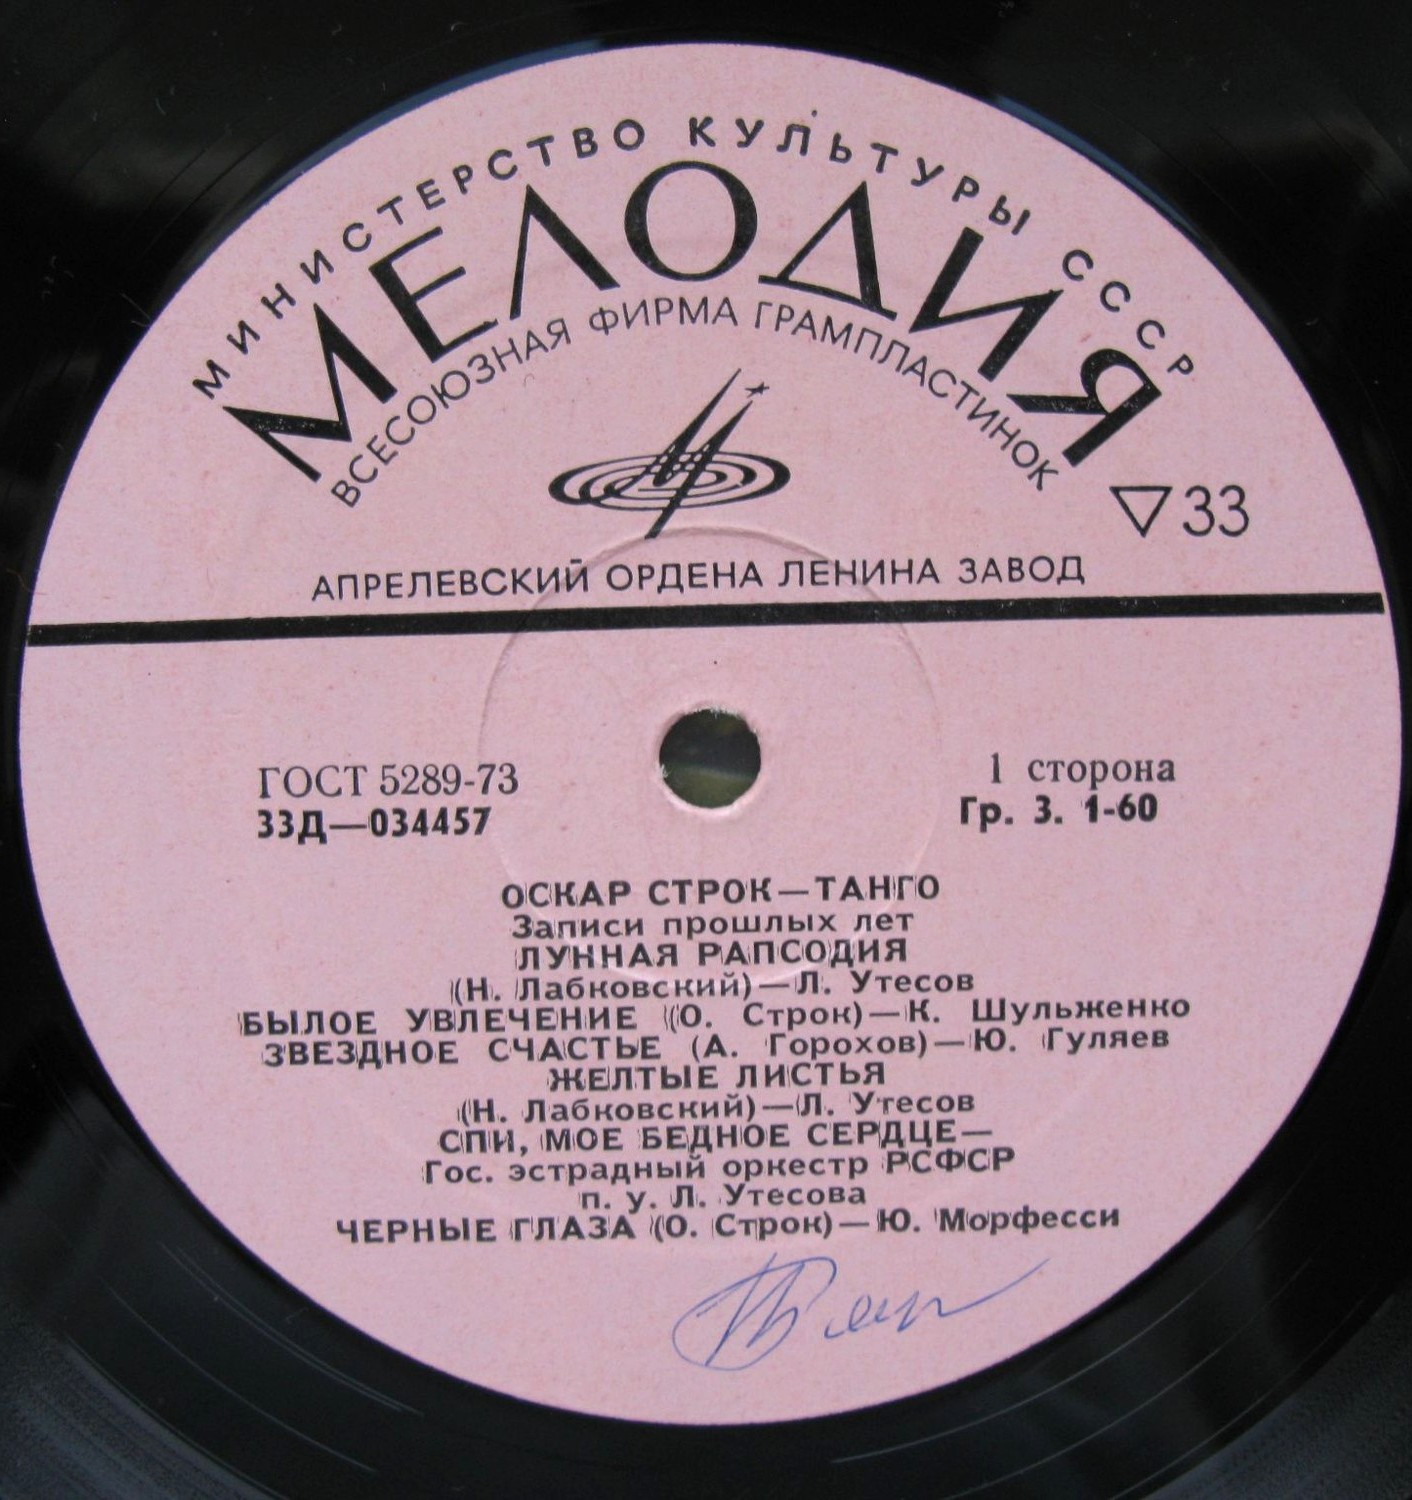 МИНИСТЕРСТВО КУЛЬТУРЫ СССР
МЕЛОДИЯ
ВСЕСОЮЗНАЯ ФИРМА ГРАМПЛАСТИНОК
33
АПРЕЛЕВСКИЙ ОРДЕНА ЛЕНИНА ЗАВОД
ГОСТ 5289-73
33Д—034457
1 сторона
Гр. 3. 1-60
ОСКАР СТРОК—ТАНГО
Записи прошлых лет
ЛУННАЯ РАПСОДИЯ
(Н. Лабковский)—Л. Утесов
БЫЛОЕ УВЛЕЧЕНИЕ (О. Строк)—К. Шульженко
ЗВЕЗДНОЕ СЧАСТЬЕ (А. Горохов)—Ю. Гуляев
ЖЕЛТЫЕ ЛИСТЬЯ
(Н. Лабковский)—Л. Утесов
СПИ, МОЕ БЕДНОЕ СЕРДЦЕ—
Гос. эстрадный оркестр РСФСР
п. у. Л. Утесова
ЧЕРНЫЕ ГЛАЗА (О. Строк)—Ю. Морфесси